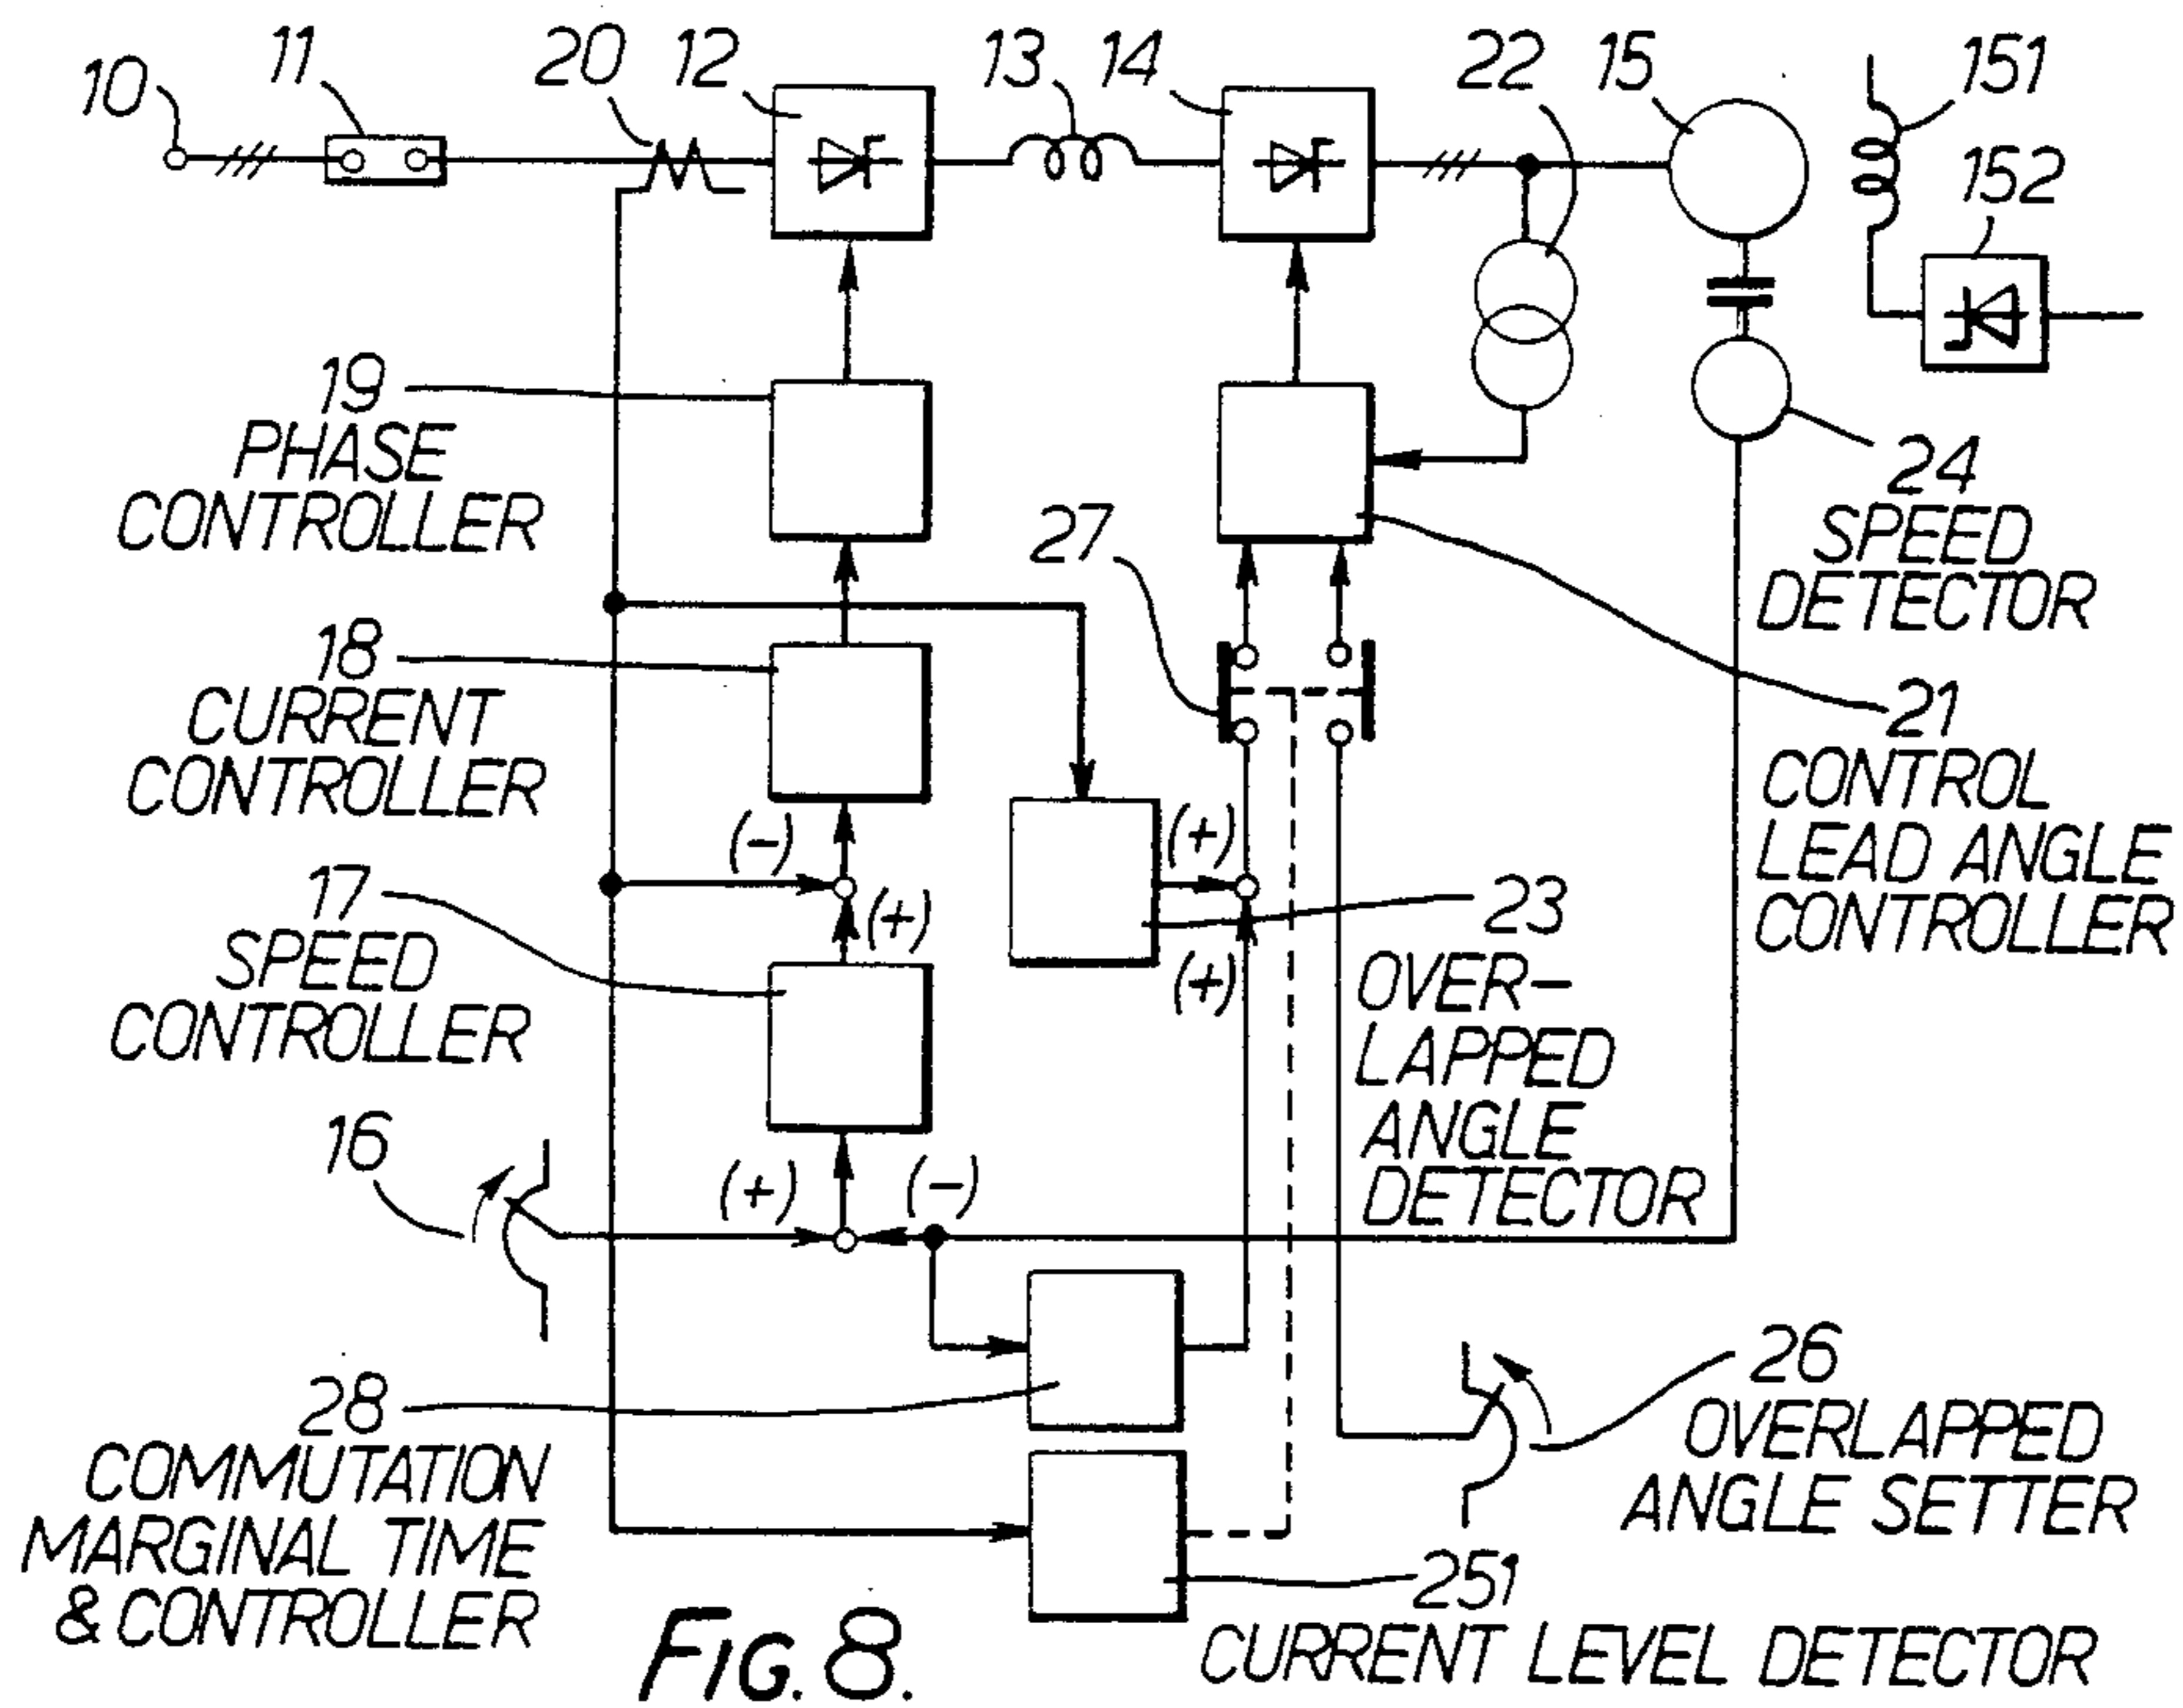 10
11
20
12
13
14
22
15
151
152
19
PHASE
CONTROLLER
27
24
SPEED
DETECTOR
18
CURRENT
CONTROLLER
21
CONTROL
LEAD ANGLE
CONTROLLER
(-)
(+)
(+)
(+)
17
SPEED
CONTROLLER
23
OVER-
LAPPED
ANGLE
DETECTOR
16
(+)
(-)
28
COMMUTATION
MARGINAL TIME
& CONTROLLER
26
OVERLAPPED
ANGLE SETTER
251
CURRENT LEVEL DETECTOR
FIG. 8.